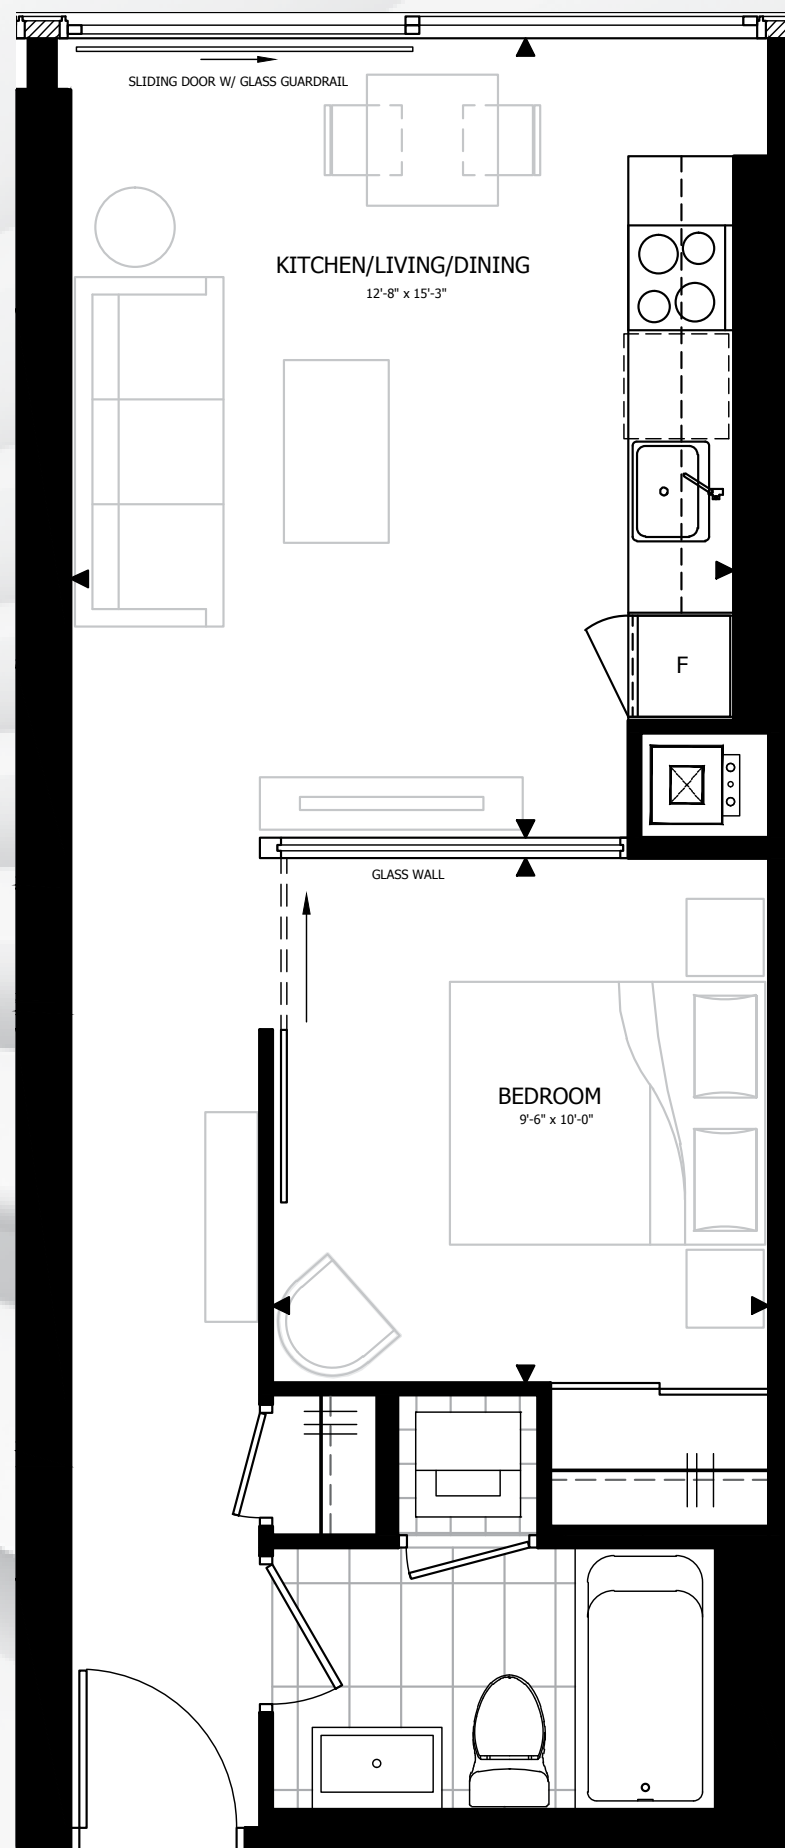 SLIDING DOOR W/ GLASS GUARDRAIL
KITCHEN/LIVING/DINING
12'-8" x 15'-3"
F
GLASS WALL
BEDROOM
9'-6" x 10'-0"